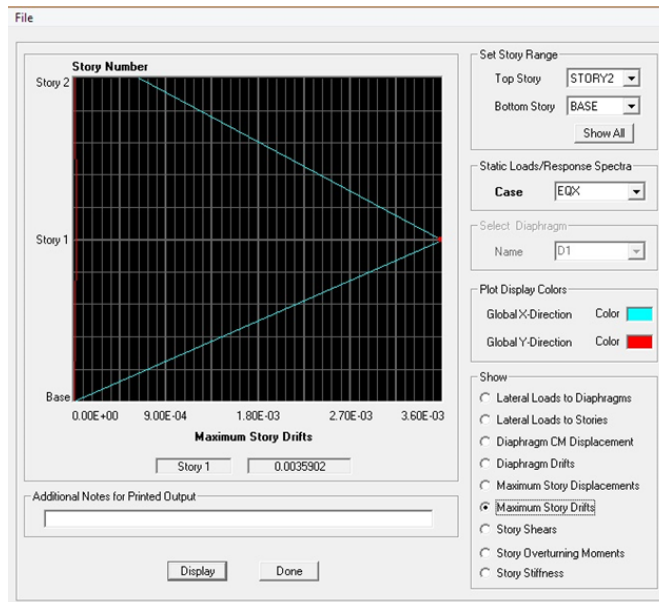 File
Story Number
Story 2
Story 1
Base
0.00E+00 9.00E-04 1.80E-03 2.70E-03 3.60E-03
Maximum Story Drifts
Story 1 0.0035902
Additional Notes for Printed Output
Display Done
Set Story Range
Top Story STORY2
Bottom Story BASE
Show All
Static Loads/Response Spectra
Case EQX
Select Diaphragm
Name D1
Plot Display Colors
Global X-Direction Color
Global Y-Direction Color
Show
Lateral Loads to Diaphragms
Lateral Loads to Stories
Diaphragm CM Displacement
Diaphragm Drifts
Maximum Story Displacements
Maximum Story Drifts
Story Shears
Story Overturning Moments
Story Stiffness